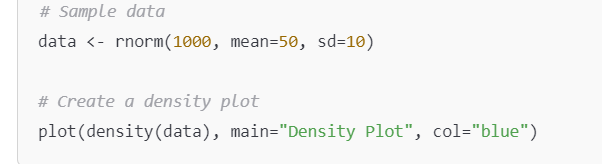 # Sample data
data <- rnorm(1000, mean=50, sd=10)
# Create a density plot
plot(density(data), main="Density Plot", col="blue")